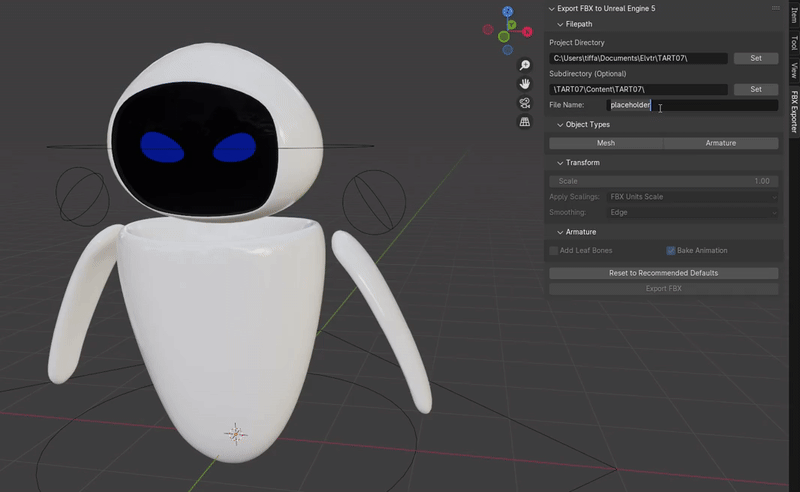 Export FBX to Unreal Engine 5
Filepath
Project Directory
C:\Users\tiffa\Documents\Elvtr\TART07\ Set
Subdirectory (Optional)
\TART07\Content\TART07\ Set
File Name: placeholder
Object Types
Mesh Armature
Transform
Scale 1.00
Apply Scalings: FBX Units Scale
Smoothing: Edge
Armature
Add Leaf Bones Bake Animation
Reset to Recommended Defaults
Export FBX
Item
Tool
View
FBX Exporter
Z
Y